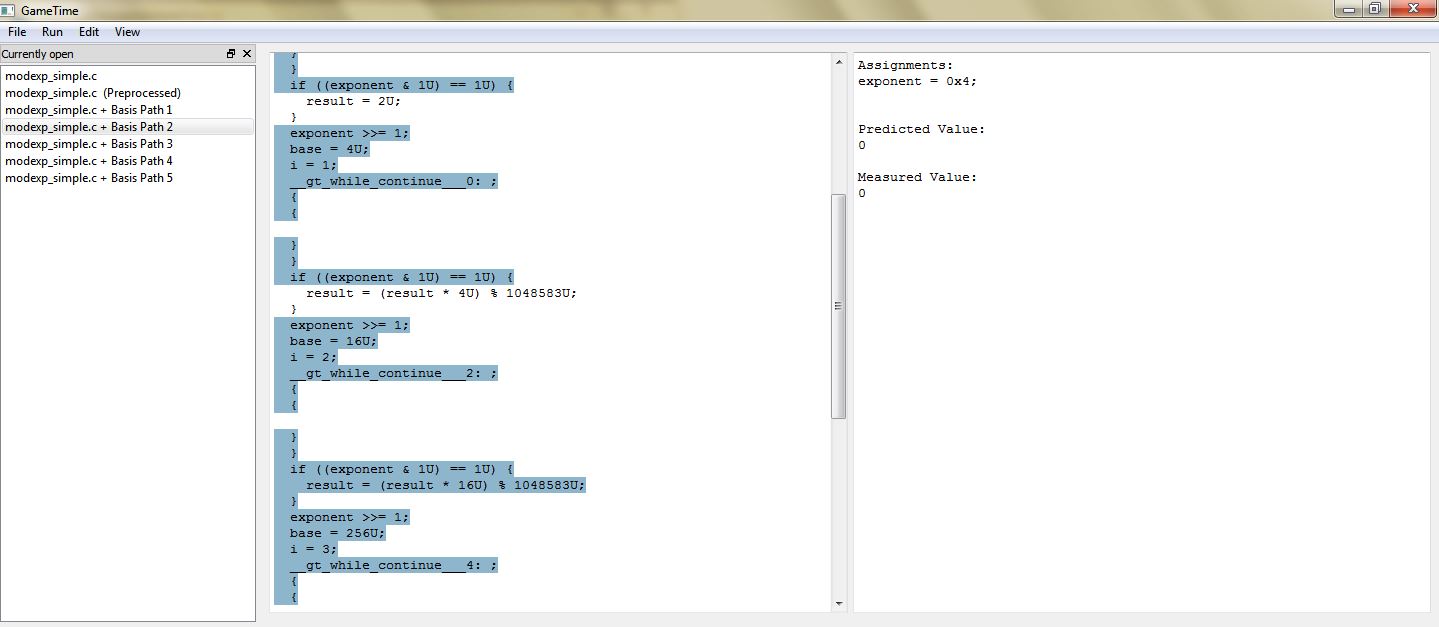 GameTime
File Run Edit View
Currently open
modexp_simple.c
modexp_simple.c (Preprocessed)
modexp_simple.c + Basis Path 1
modexp_simple.c + Basis Path 2
modexp_simple.c + Basis Path 3
modexp_simple.c + Basis Path 4
modexp_simple.c + Basis Path 5
}
}
if ((exponent & 1U) == 1U) {
result = 2U;
}
exponent >>= 1;
base = 4U;
i = 1;
__gt_while_continue___0: ;
{
{
}
}
if ((exponent & 1U) == 1U) {
result = (result * 4U) % 1048583U;
}
exponent >>= 1;
base = 16U;
i = 2;
__gt_while_continue___2: ;
{
{
}
}
if ((exponent & 1U) == 1U) {
result = (result * 16U) % 1048583U;
}
exponent >>= 1;
base = 256U;
i = 3;
__gt_while_continue___4: ;
{
{
Assignments:
exponent = 0x4;
Predicted Value:
0
Measured Value:
0